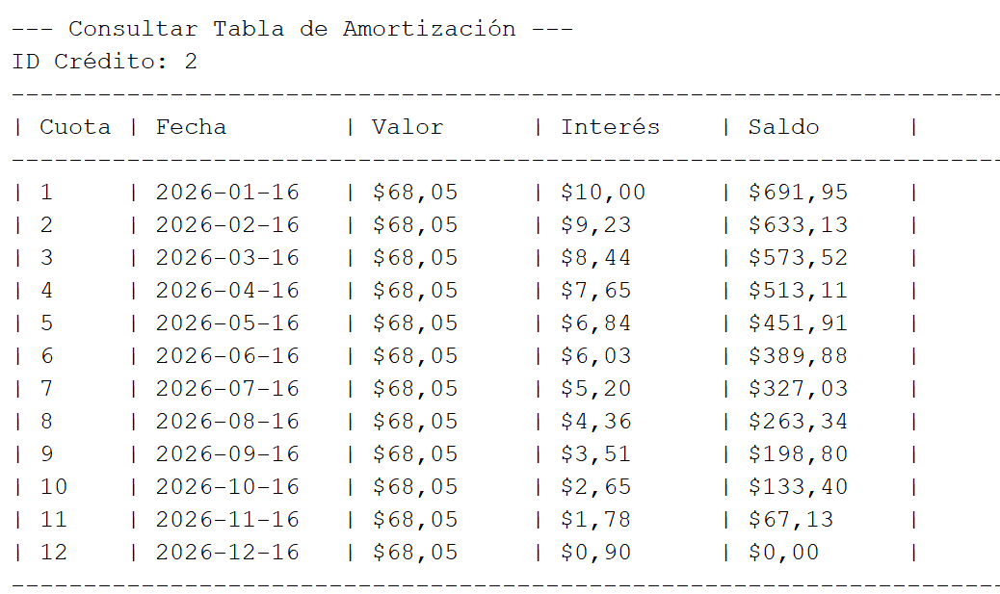 --- Consultar Tabla de Amortización ---
ID Crédito: 2
---------------------------------------------------------------------
| Cuota | Fecha | Valor | Interés | Saldo |
---------------------------------------------------------------------
| 1 | 2026-01-16 | $68,05 | $10,00 | $691,95 |
| 2 | 2026-02-16 | $68,05 | $9,23 | $633,13 |
| 3 | 2026-03-16 | $68,05 | $8,44 | $573,52 |
| 4 | 2026-04-16 | $68,05 | $7,65 | $513,11 |
| 5 | 2026-05-16 | $68,05 | $6,84 | $451,91 |
| 6 | 2026-06-16 | $68,05 | $6,03 | $389,88 |
| 7 | 2026-07-16 | $68,05 | $5,20 | $327,03 |
| 8 | 2026-08-16 | $68,05 | $4,36 | $263,34 |
| 9 | 2026-09-16 | $68,05 | $3,51 | $198,80 |
| 10 | 2026-10-16 | $68,05 | $2,65 | $133,40 |
| 11 | 2026-11-16 | $68,05 | $1,78 | $67,13 |
| 12 | 2026-12-16 | $68,05 | $0,90 | $0,00 |
---------------------------------------------------------------------